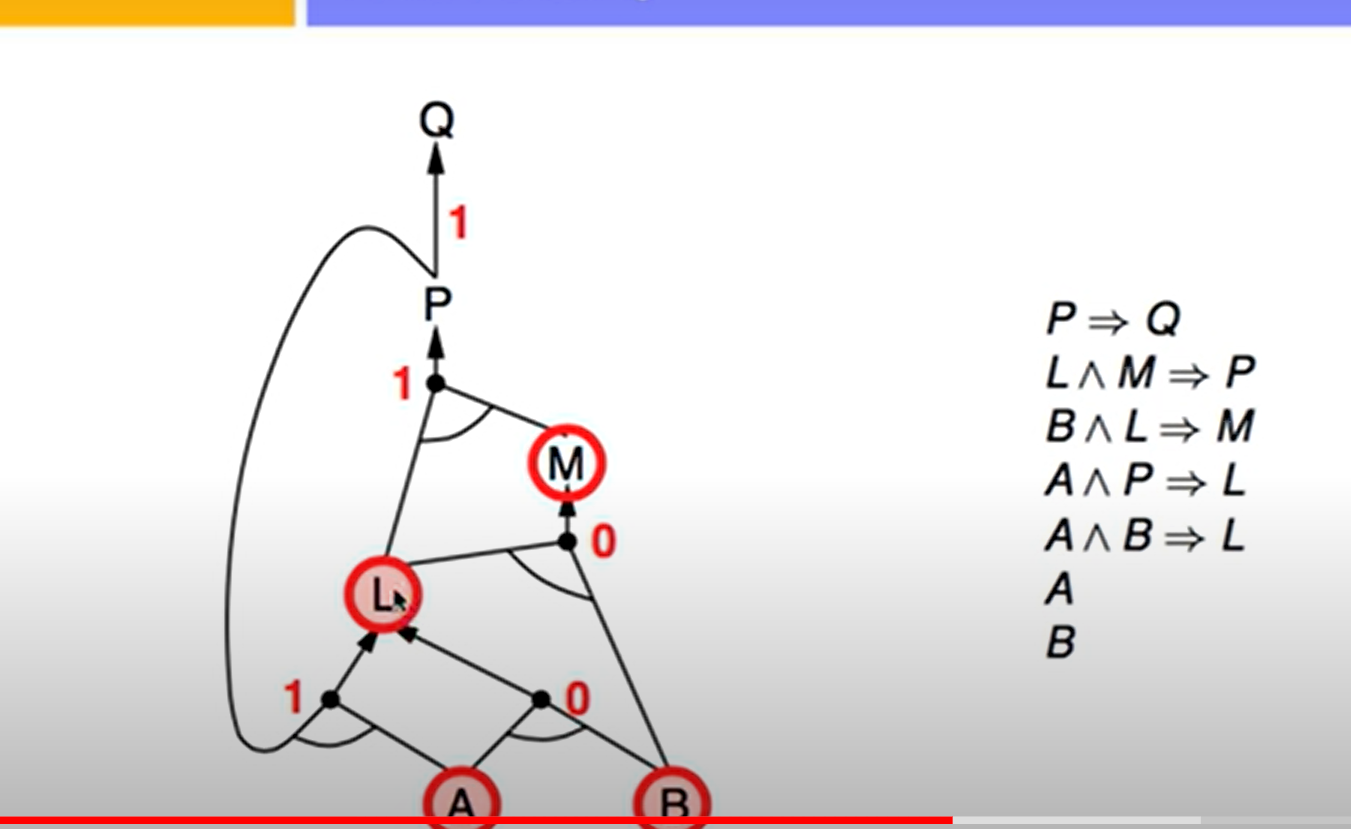 Q
1
P
1
M
0
L
1
0
A
B
P ⇒ Q
L ∧ M ⇒ P
B ∧ L ⇒ M
A ∧ P ⇒ L
A ∧ B ⇒ L
A
B